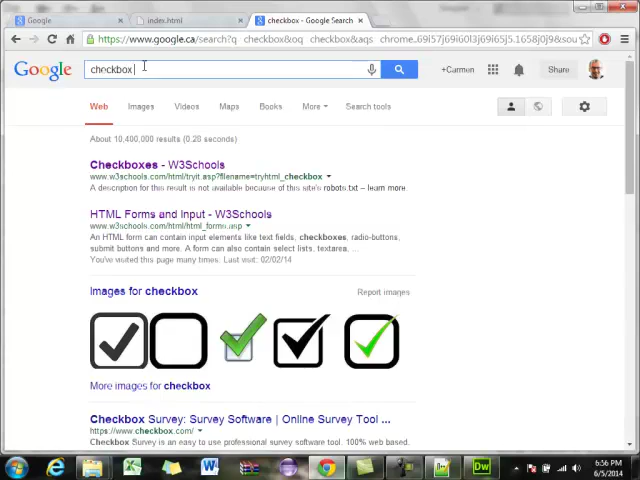 Google
index.html
checkbox - Google Search
https://www.google.ca/search?q checkbox&oq checkbox&aqs chrome..69i57j69i60l3j69i65j5.1658j0j9&sou
Google
checkbox
+Carmen
Web
Images
Videos
Maps
Books
More
Search tools
About 10,400,000 results (0.28 seconds)
Checkboxes - W3Schools
www.w3schools.com/html/tryit.asp?filename=tryhtml_checkbox
A description for this result is not available because of this site's robots.txt – learn more.
HTML Forms and Input - W3Schools
www.w3schools.com/html/html_forms.asp
An HTML form can contain input elements like text fields, checkboxes, radio-buttons,
submit buttons and more. A form can also contain select lists, textarea, ...
You've visited this page many times. Last visit: 02/02/14
Images for checkbox
Report images
More images for checkbox
Checkbox Survey: Survey Software | Online Survey Tool ...
https://www.checkbox.com/
Checkbox Survey is an easy to use professional survey software tool. 100% web based.
W
Dw
6:56 PM
6/5/2014